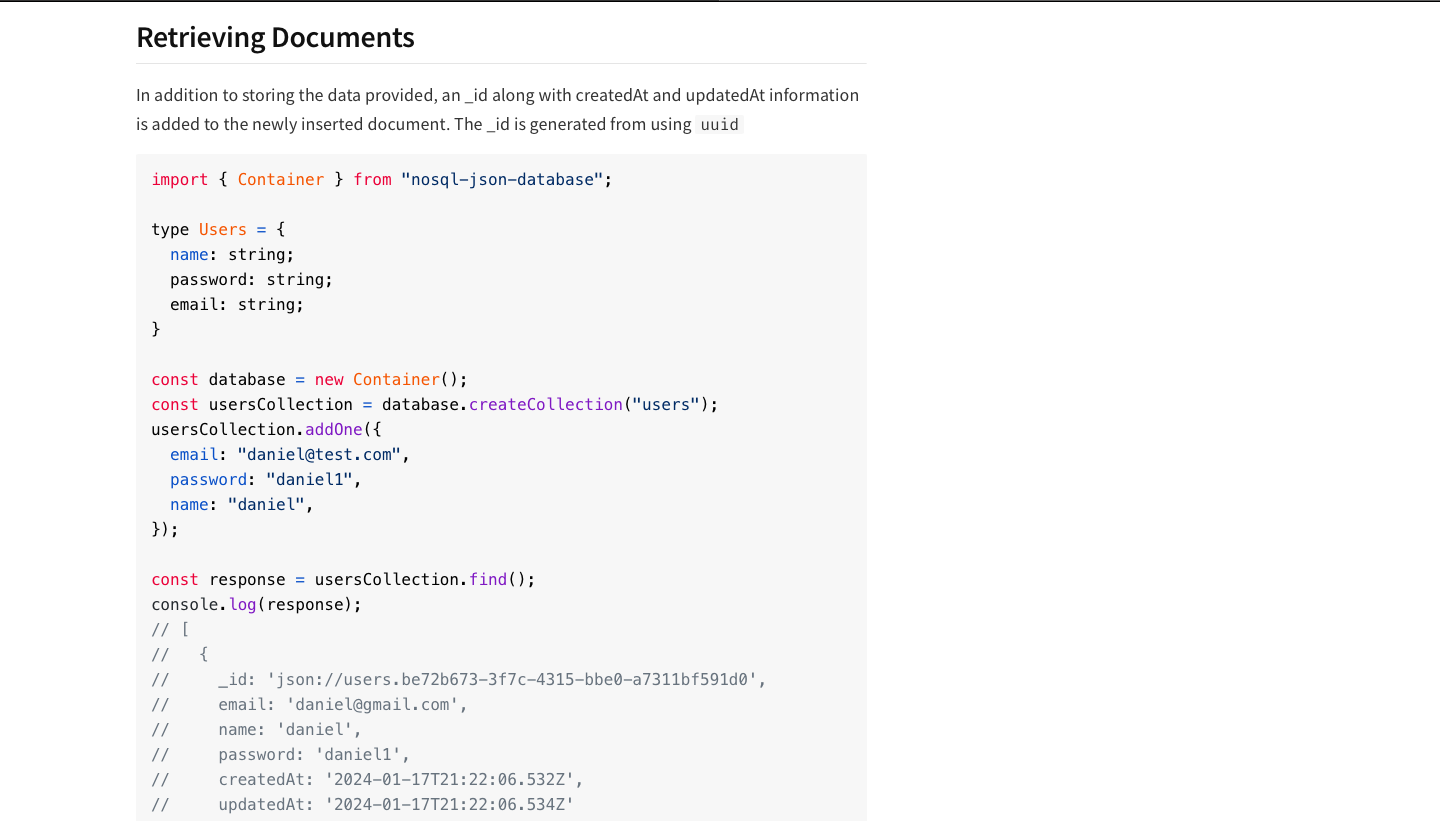 Retrieving Documents
In addition to storing the data provided, an _id along with createdAt and updatedAt information
is added to the newly inserted document. The _id is generated from using uuid
import { Container } from "nosql-json-database";
type Users = {
  name: string;
  password: string;
  email: string;
}
const database = new Container();
const usersCollection = database.createCollection("users");
usersCollection.addOne({
  email: "daniel@test.com",
  password: "daniel1",
  name: "daniel",
});
const response = usersCollection.find();
console.log(response);
// [
//   {
//     _id: 'json://users.be72b673-3f7c-4315-bbe0-a7311bf591d0',
//     email: 'daniel@gmail.com',
//     name: 'daniel',
//     password: 'daniel1',
//     createdAt: '2024-01-17T21:22:06.532Z',
//     updatedAt: '2024-01-17T21:22:06.534Z'